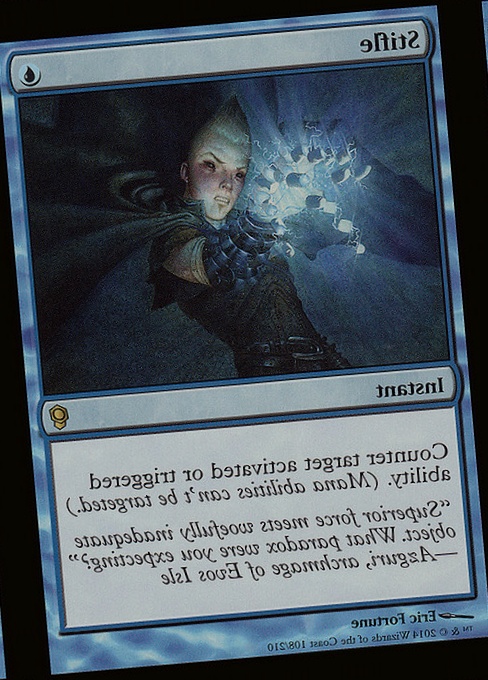 Stifle
Instant
Counter target activated or triggered
ability. (Mana abilities can't be targeted.)
"Superior force meets woefully inadequate
object. What paradox were you expecting?"
—Azguri, archmage of Evos Isle
Eric Fortune
™ & © 2014 Wizards of the Coast 108/210